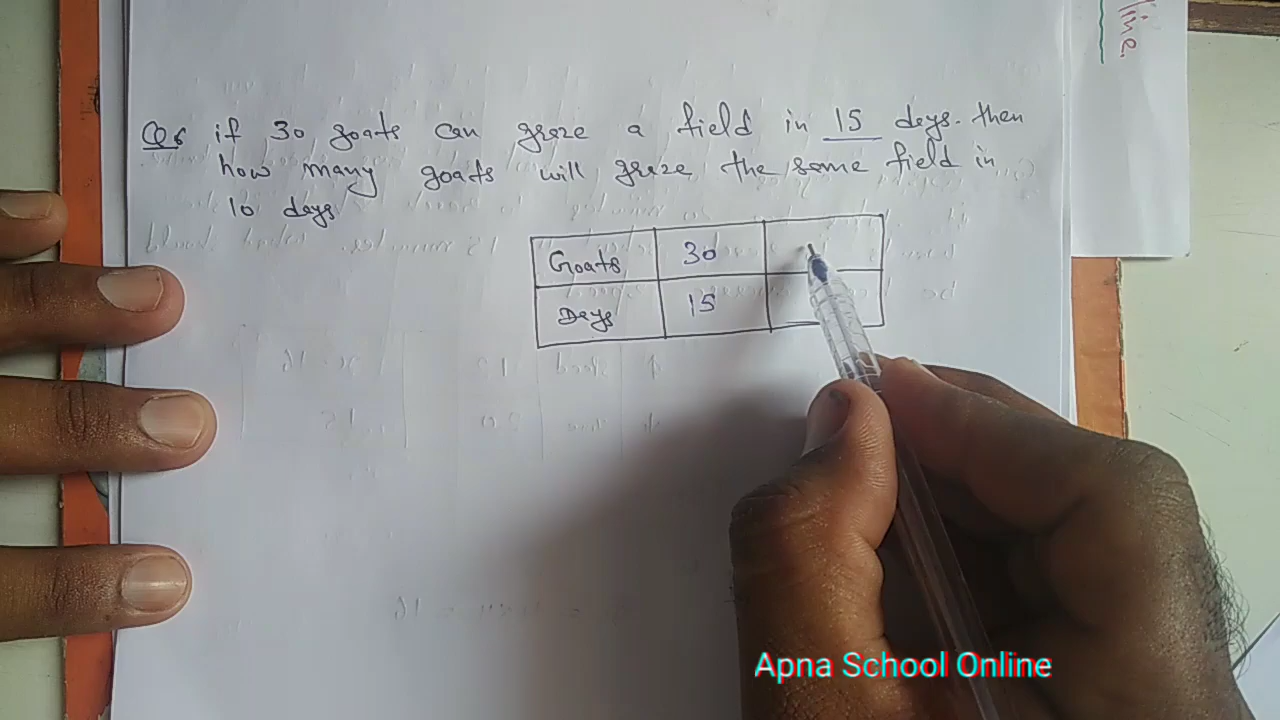 Q6 if 30 goats can graze a field in 15 days. then
how many goats will graze the same field in
10 days
Goats 30
Days 15
line.
Apna School Online